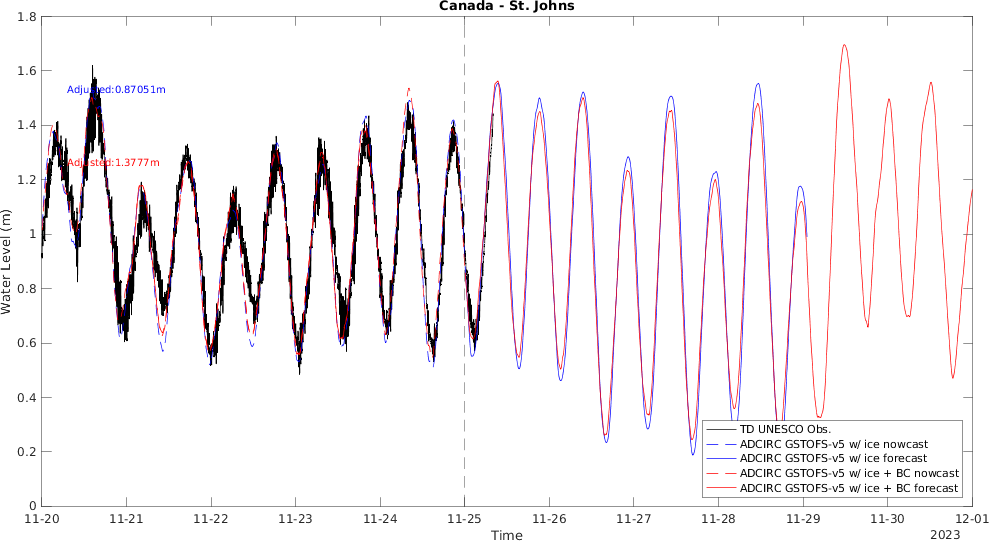 Canada - St. Johns
1.8
1.6
1.4
1.2
1
0.8
0.6
0.4
0.2
0
Water Level (m)
Adjusted:0.87051m
Adjusted:1.3777m
TD UNESCO Obs.
ADCIRC GSTOFS-v5 w/ ice nowcast
ADCIRC GSTOFS-v5 w/ ice forecast
ADCIRC GSTOFS-v5 w/ ice + BC nowcast
ADCIRC GSTOFS-v5 w/ ice + BC forecast
11-20 11-21 11-22 11-23 11-24 11-25 11-26 11-27 11-28 11-29 11-30 12-01
Time
2023